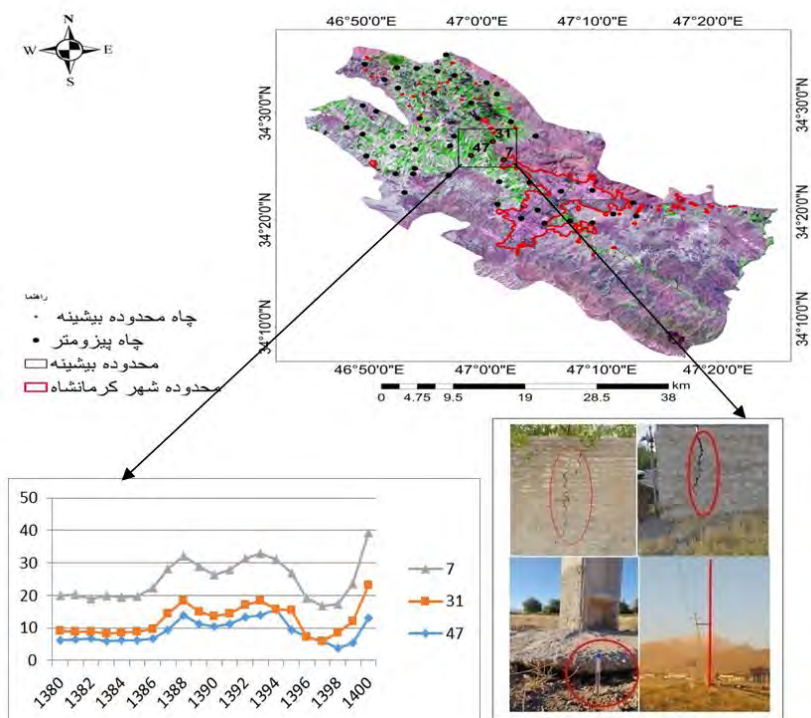 N
W E
S
46°50'0"E 47°0'0"E 47°10'0"E 47°20'0"E
34°30'0"N 34°30'0"N
34°20'0"N 34°20'0"N
34°10'0"N 34°10'0"N
31
47
7
46°50'0"E 47°0'0"E 47°10'0"E 47°20'0"E
km
0 4.75 9.5 19 28.5 38
راهنما
چاه محدوده بیشینه
چاه پیزومتر
محدوده بیشینه
محدوده شهر کرمانشاه
50
40
30
20
10
0
1380 1382 1384 1386 1388 1390 1392 1394 1396 1398 1400
7
31
47